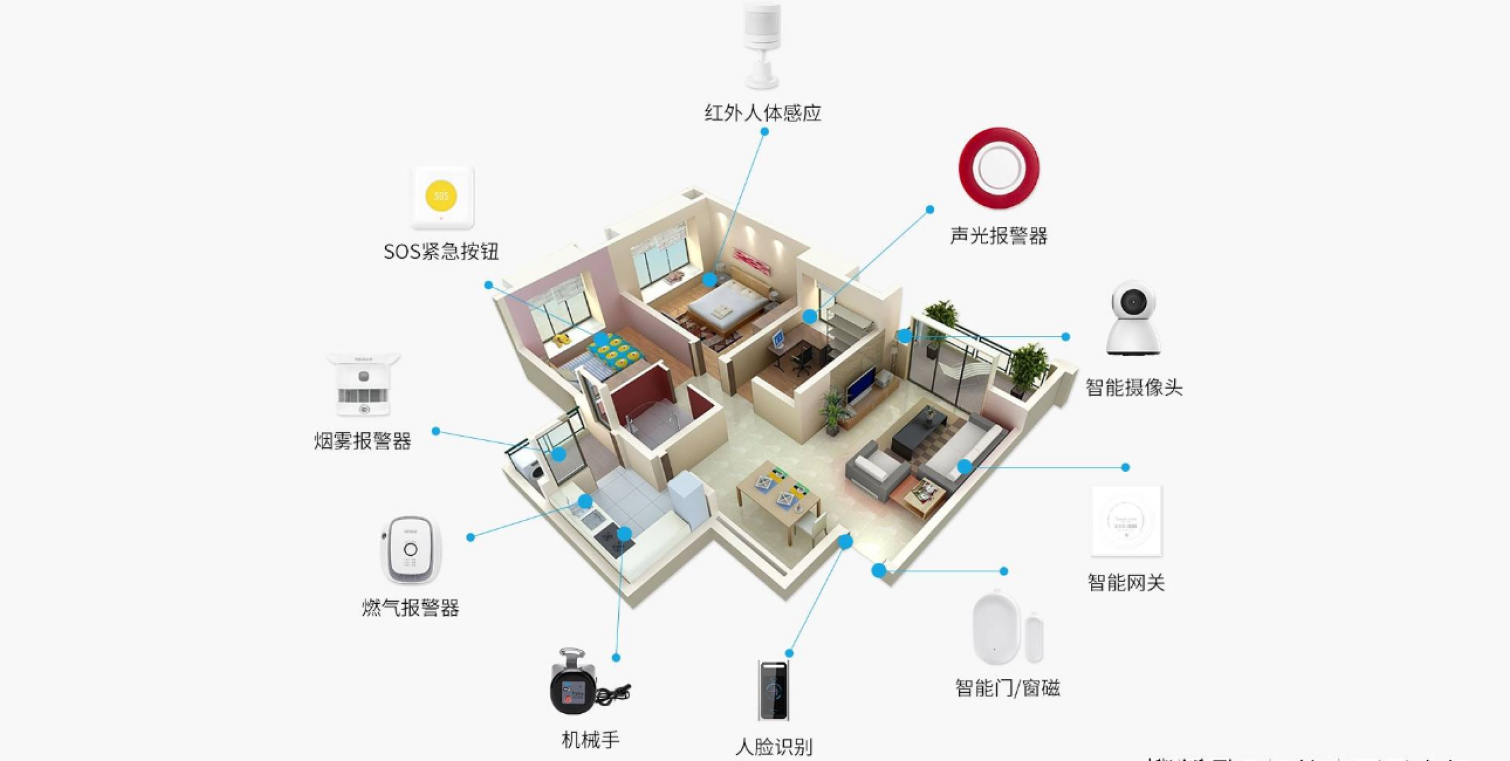 红外人体感应
声光报警器
SOS
SOS紧急按钮
智能摄像头
烟雾报警器
智能网关
燃气报警器
智能门/窗磁
机械手
人脸识别